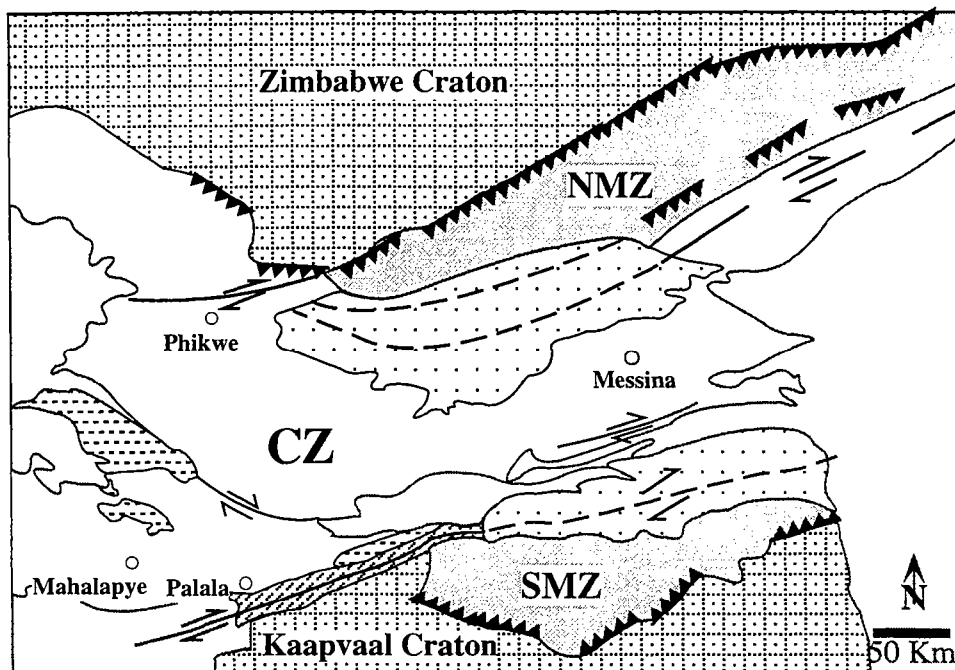 Zimbabwe Craton
NMZ
Phikwe
Messina
CZ
Mahalapye
Palala
SMZ
Kaapvaal Craton
N
50 Km